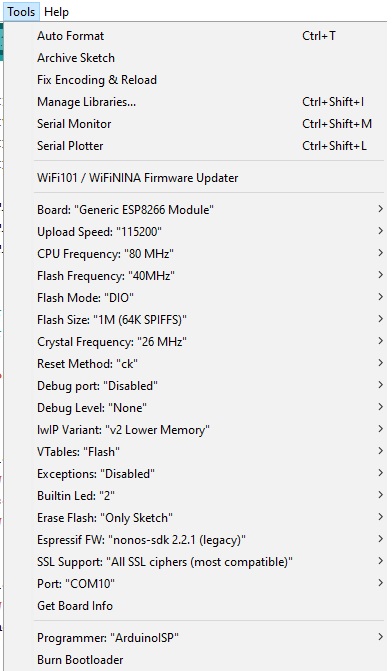 Tools Help
Auto Format Ctrl+T
Archive Sketch
Fix Encoding & Reload
Manage Libraries... Ctrl+Shift+I
Serial Monitor Ctrl+Shift+M
Serial Plotter Ctrl+Shift+L
WiFi101 / WiFiNINA Firmware Updater
Board: "Generic ESP8266 Module"
Upload Speed: "115200"
CPU Frequency: "80 MHz"
Flash Frequency: "40MHz"
Flash Mode: "DIO"
Flash Size: "1M (64K SPIFFS)"
Crystal Frequency: "26 MHz"
Reset Method: "ck"
Debug port: "Disabled"
Debug Level: "None"
lwIP Variant: "v2 Lower Memory"
VTables: "Flash"
Exceptions: "Disabled"
Builtin Led: "2"
Erase Flash: "Only Sketch"
Espressif FW: "nonos-sdk 2.2.1 (legacy)"
SSL Support: "All SSL ciphers (most compatible)"
Port: "COM10"
Get Board Info
Programmer: "ArduinoISP"
Burn Bootloader